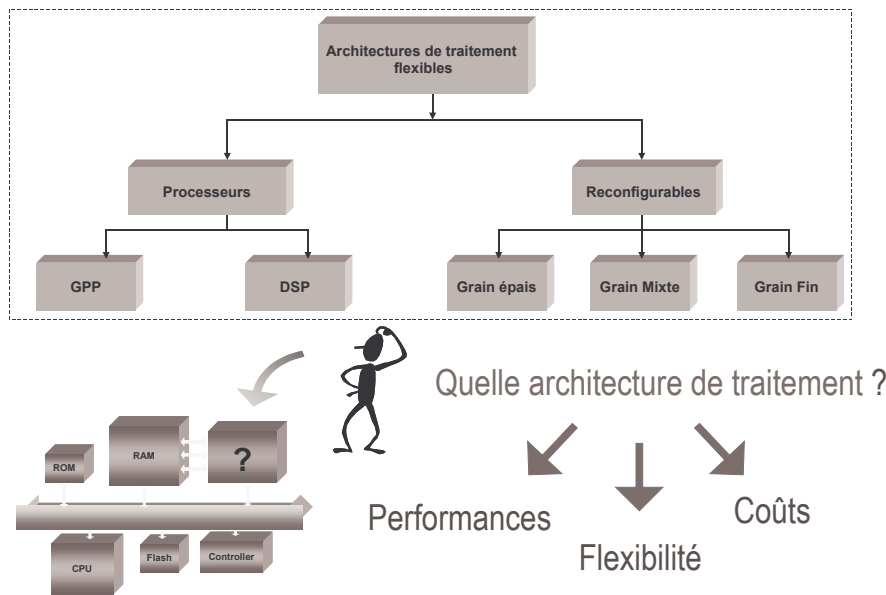 Architectures de traitement
flexibles
Processeurs
Reconfigurables
GPP
DSP
Grain épais
Grain Mixte
Grain Fin
Quelle architecture de traitement ?
ROM
RAM
?
CPU
Flash
Controller
Performances
Flexibilité
Coûts